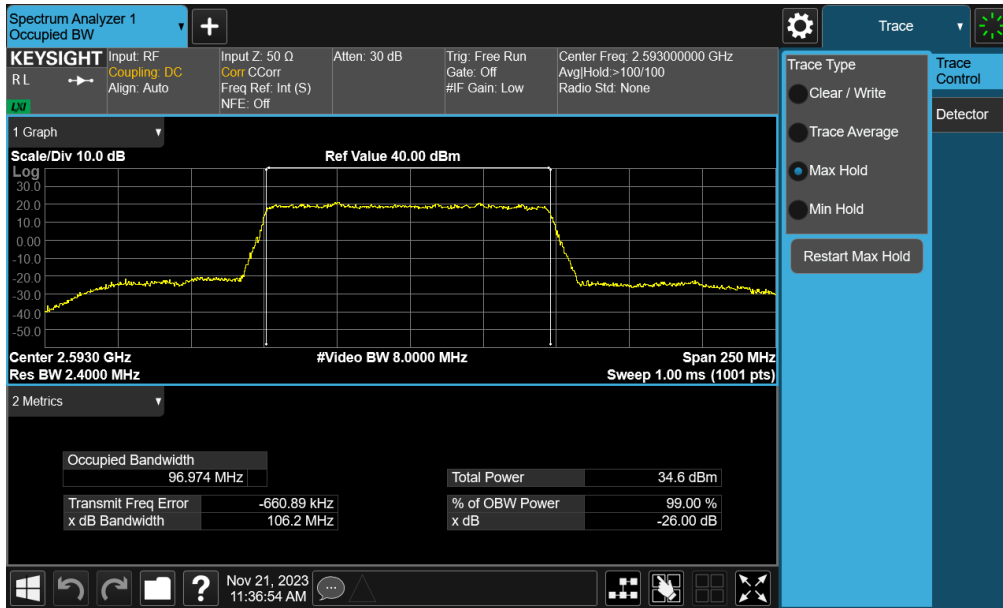 Spectrum Analyzer 1
Occupied BW
+
Trace
KEYSIGHT
R L
LXI
Input: RF
Coupling: DC
Align: Auto
Input Z: 50 Ω
Corr CCorr
Freq Ref: Int (S)
NFE: Off
Atten: 30 dB
Trig: Free Run
Gate: Off
#IF Gain: Low
Center Freq: 2.593000000 GHz
Avg|Hold:>100/100
Radio Std: None
Trace Type
Clear / Write
Trace Average
Max Hold
Min Hold
Restart Max Hold
Trace
Control
Detector
1 Graph
Scale/Div 10.0 dB
Ref Value 40.00 dBm
Log
30.0
20.0
10.0
0.00
-10.0
-20.0
-30.0
-40.0
-50.0
Center 2.5930 GHz
#Video BW 8.0000 MHz
Span 250 MHz
Res BW 2.4000 MHz
Sweep 1.00 ms (1001 pts)
2 Metrics
Occupied Bandwidth
96.974 MHz
Total Power 34.6 dBm
Transmit Freq Error -660.89 kHz
% of OBW Power 99.00 %
x dB Bandwidth 106.2 MHz
x dB -26.00 dB
?
Nov 21, 2023
11:36:54 AM